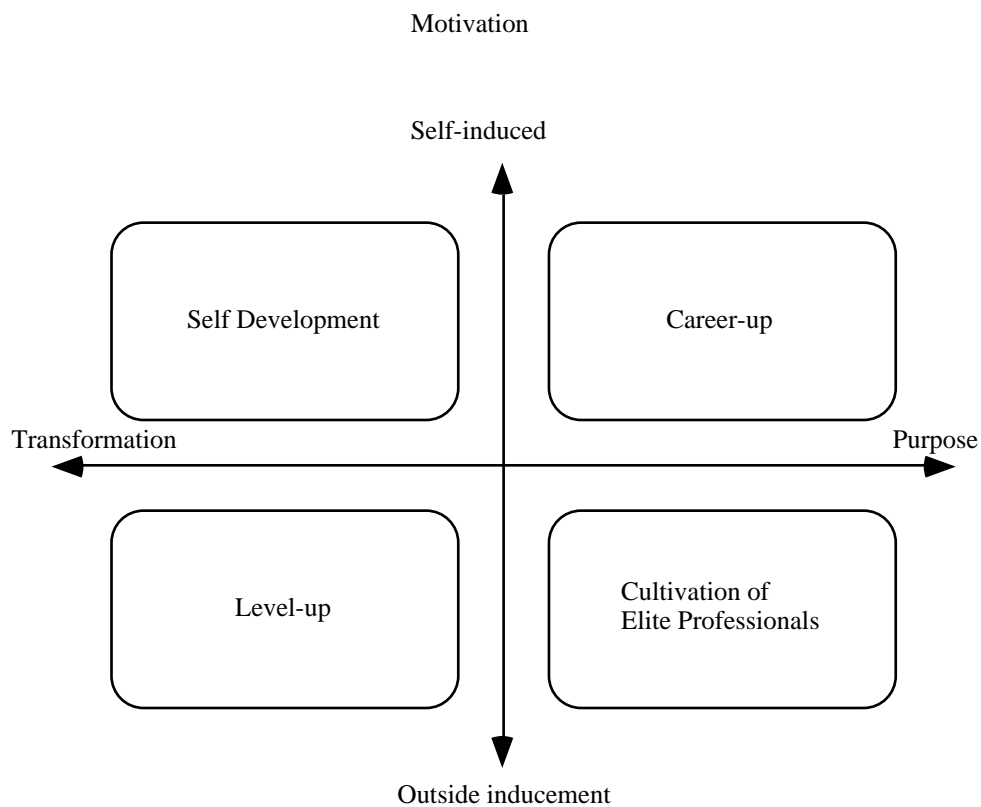 Motivation
Self-induced
Self Development
Career-up
Transformation
Purpose
Level-up
Cultivation of
Elite Professionals
Outside inducement